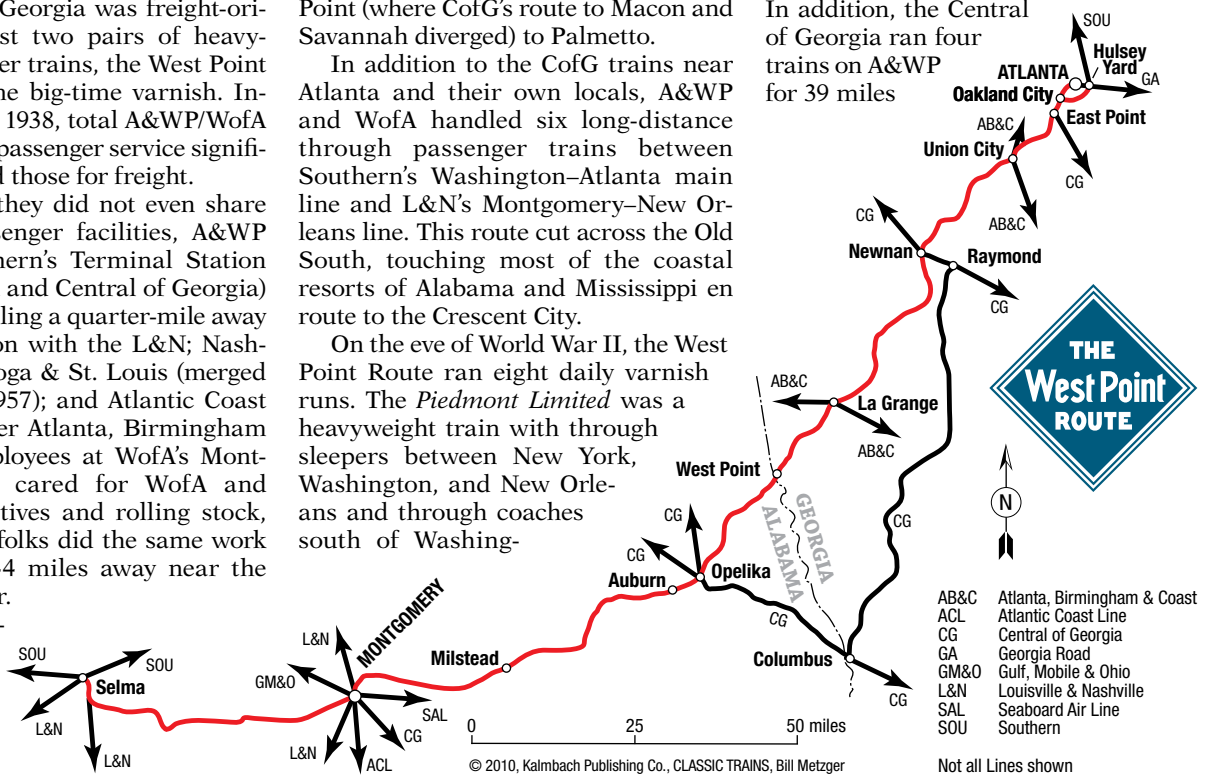 Georgia was freight-ori-
st two pairs of heavy-
er trains, the West Point
ne big-time varnish. In-
1938, total A&WP/WofA
passenger service signifi-
d those for freight.
they did not even share
senger facilities, A&WP
hern's Terminal Station
and Central of Georgia)
ling a quarter-mile away
on with the L&N; Nash-
oga & St. Louis (merged
957); and Atlantic Coast
er Atlanta, Birmingham
ployees at WofA's Mont-
cared for WofA and
tives and rolling stock,
folks did the same work
4 miles away near the
r.
Point (where CofG's route to Macon and
Savannah diverged) to Palmetto.
In addition to the CofG trains near
Atlanta and their own locals, A&WP
and WofA handled six long-distance
through passenger trains between
Southern's Washington–Atlanta main
line and L&N's Montgomery–New Or-
leans line. This route cut across the Old
South, touching most of the coastal
resorts of Alabama and Mississippi en
route to the Crescent City.
On the eve of World War II, the West
Point Route ran eight daily varnish
runs. The Piedmont Limited was a
heavyweight train with through
sleepers between New York,
Washington, and New Orle-
ans and through coaches
south of Washing-
In addition, the Central
of Georgia ran four
trains on A&WP
for 39 miles
SOU
Hulsey
Yard
ATLANTA
GA
Oakland City
East Point
AB&C
Union City
CG
AB&C
CG
Newnan
Raymond
CG
THE
West Point
ROUTE
AB&C
La Grange
AB&C
West Point
GEORGIA
ALABAMA
N
CG
CG
CG
Opelika
Auburn
CG
Columbus
CG
Milstead
MONTGOMERY
L&N
GM&O
SAL
CG
L&N
ACL
SOU
SOU
Selma
L&N
L&N
0 25 50 miles
© 2010, Kalmbach Publishing Co., CLASSIC TRAINS, Bill Metzger
AB&C Atlanta, Birmingham & Coast
ACL Atlantic Coast Line
CG Central of Georgia
GA Georgia Road
GM&O Gulf, Mobile & Ohio
L&N Louisville & Nashville
SAL Seaboard Air Line
SOU Southern
Not all Lines shown